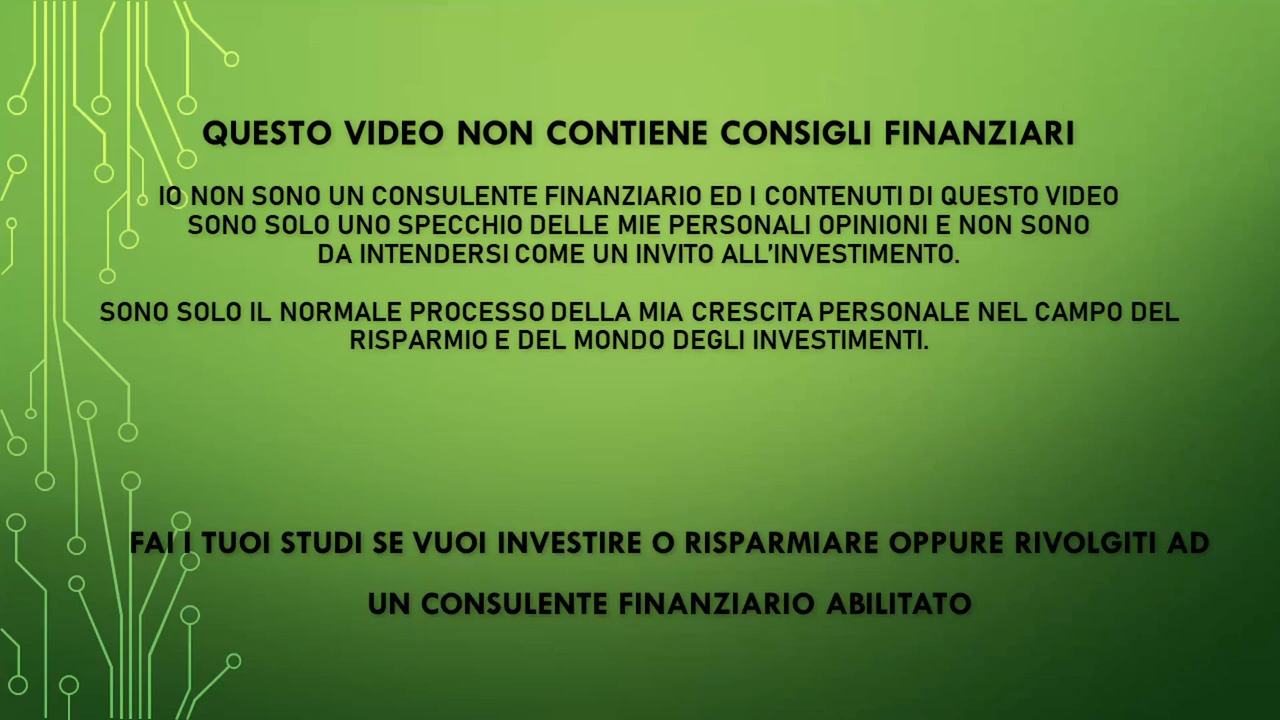 QUESTO VIDEO NON CONTIENE CONSIGLI FINANZIARI
IO NON SONO UN CONSULENTE FINANZIARIO ED I CONTENUTI DI QUESTO VIDEO
SONO SOLO UNO SPECCHIO DELLE MIE PERSONALI OPINIONI E NON SONO
DA INTENDERSI COME UN INVITO ALL'INVESTIMENTO.
SONO SOLO IL NORMALE PROCESSO DELLA MIA CRESCITA PERSONALE NEL CAMPO DEL
RISPARMIO E DEL MONDO DEGLI INVESTIMENTI.
FAI I TUOI STUDI SE VUOI INVESTIRE O RISPARMIARE OPPURE RIVOLGITI AD
UN CONSULENTE FINANZIARIO ABILITATO